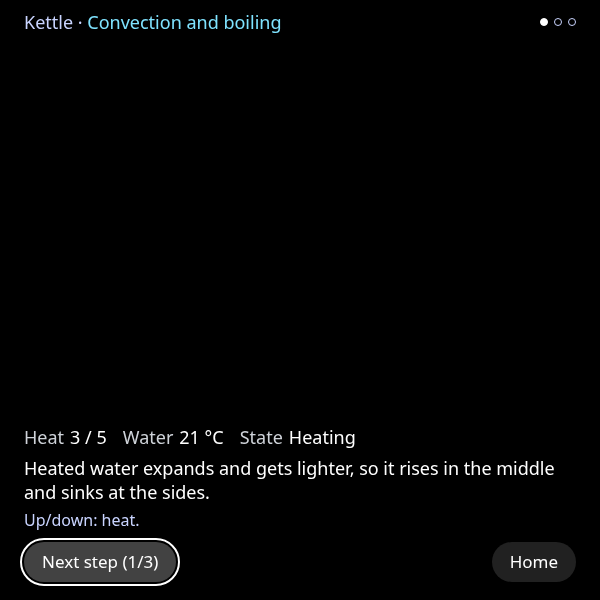 Kettle · Convection and boiling
Heat 3 / 5 Water 21 °C State Heating
Heated water expands and gets lighter, so it rises in the middle
and sinks at the sides.
Up/down: heat.
Next step (1/3)
Home